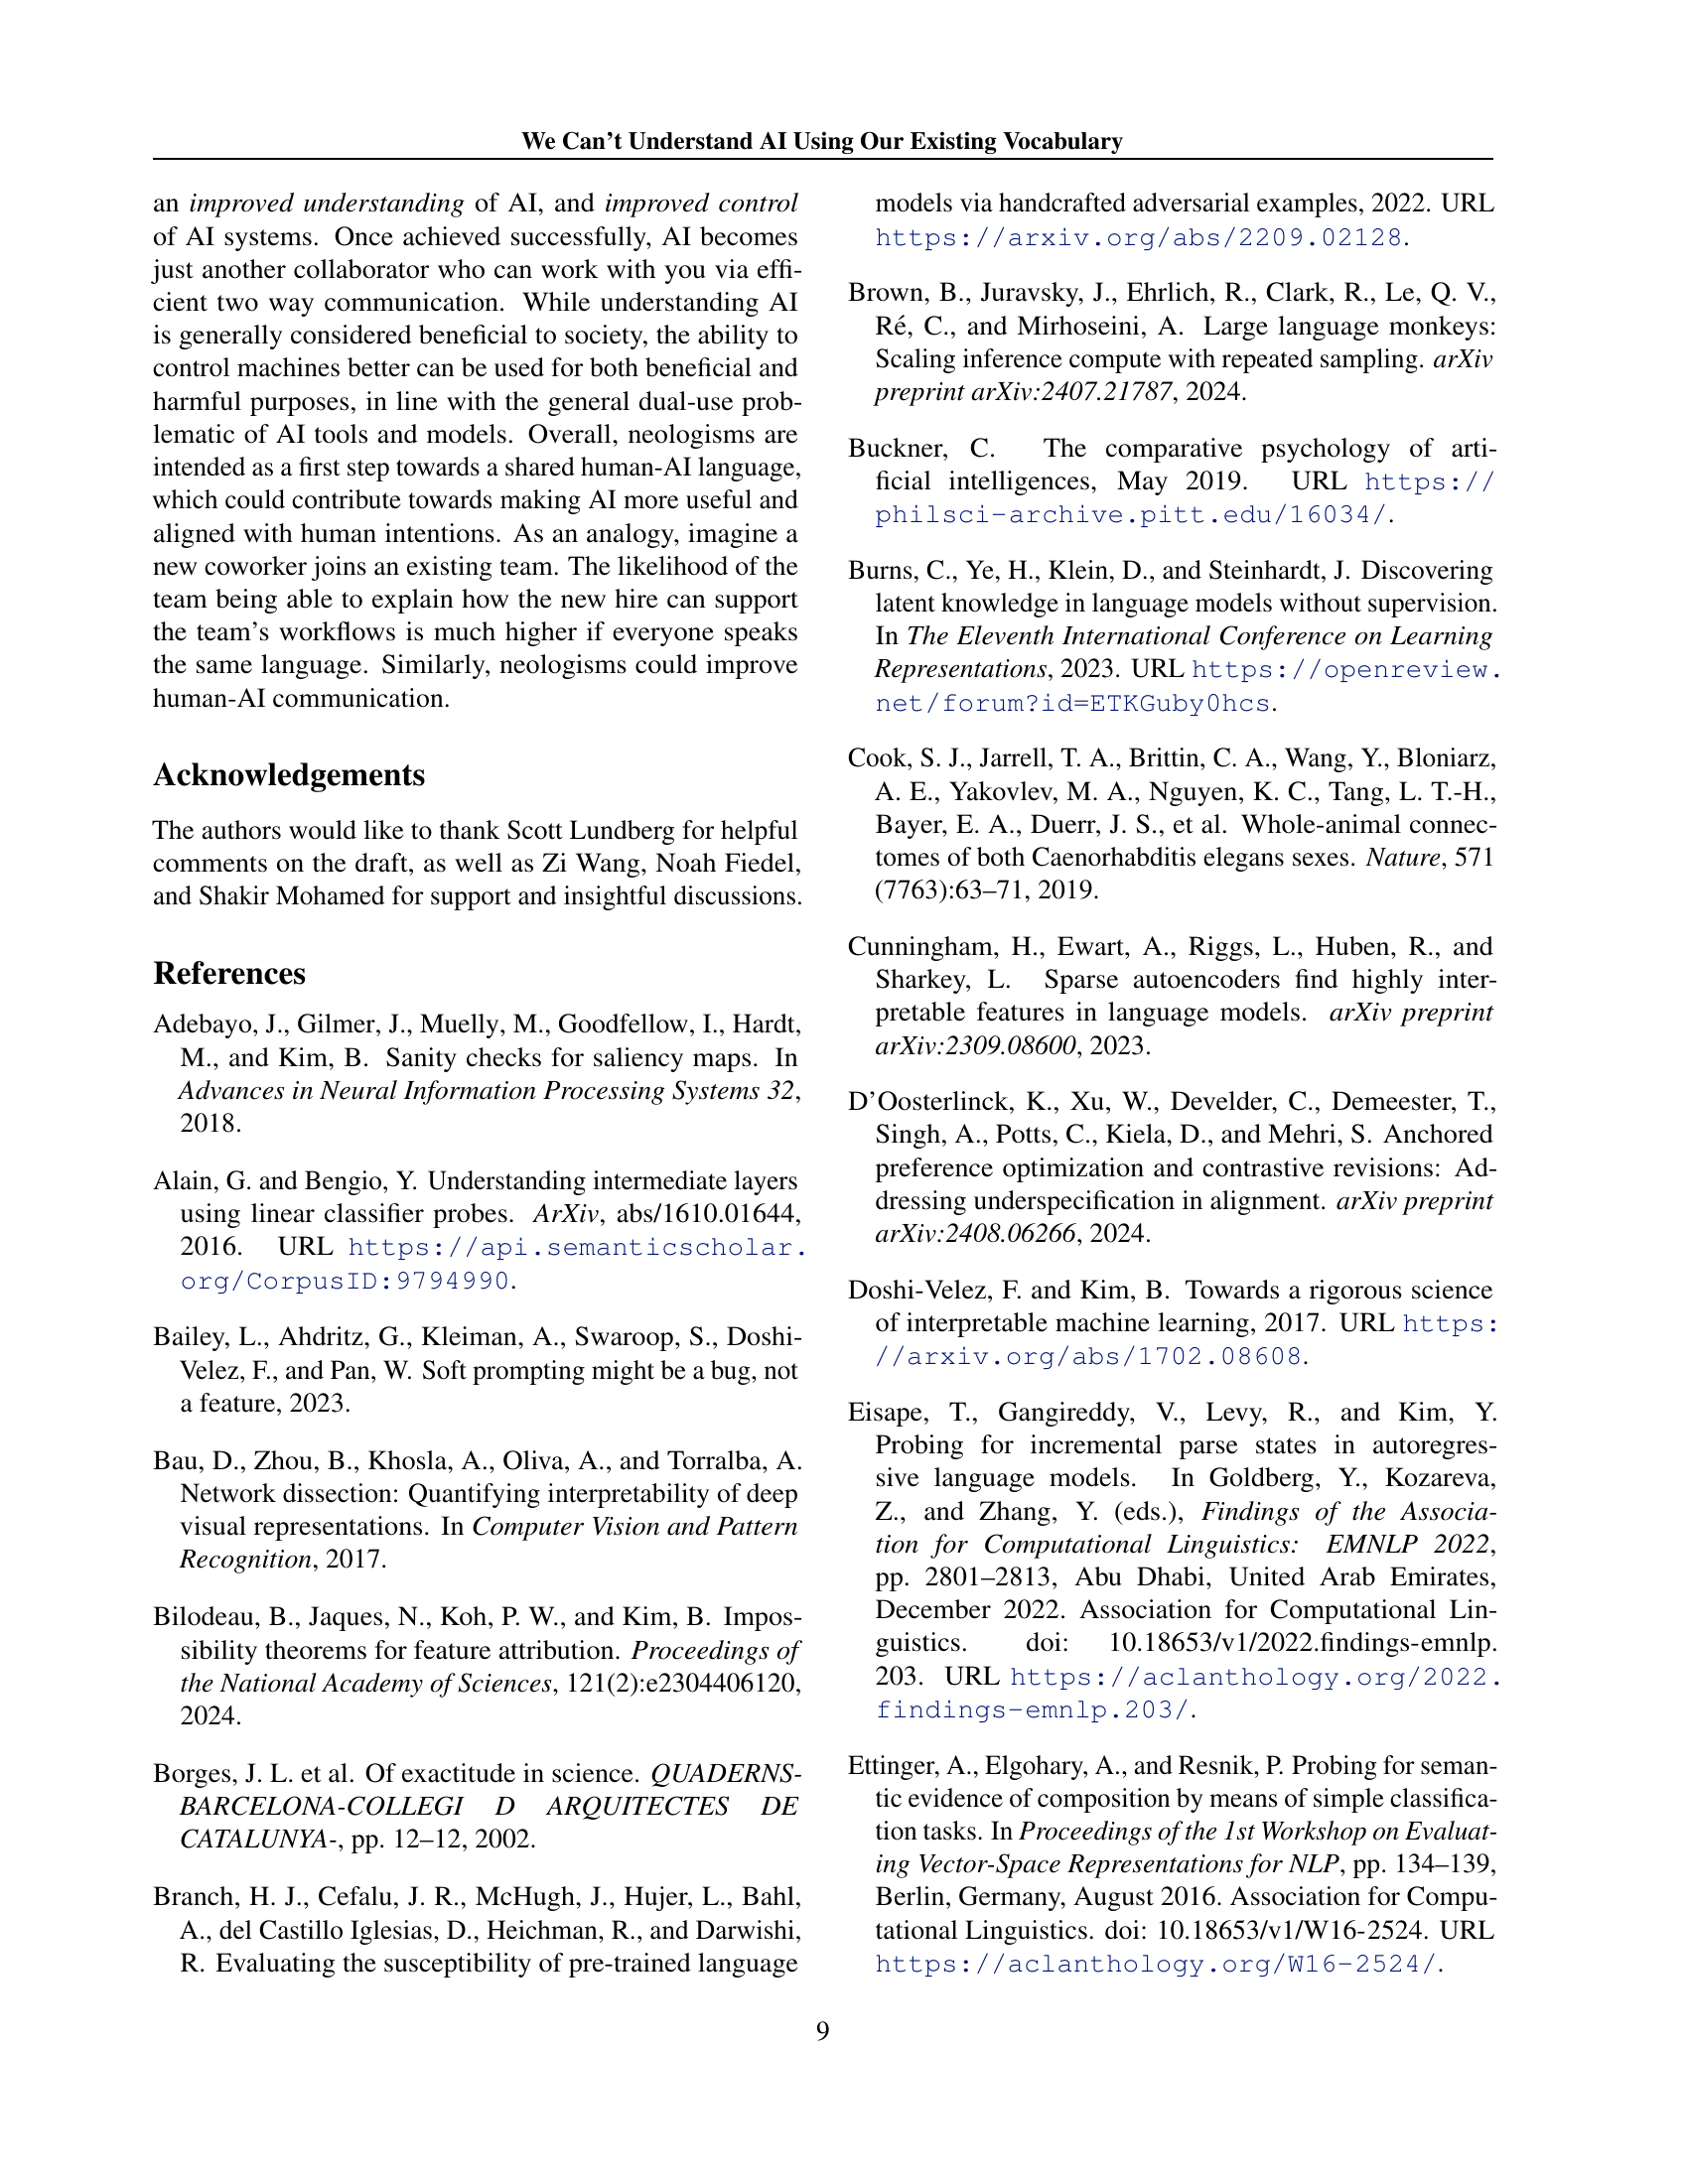 We Can't Understand AI Using Our Existing Vocabulary
an improved understanding of AI, and improved control
of AI systems. Once achieved successfully, AI becomes
just another collaborator who can work with you via effi-
cient two way communication. While understanding AI
is generally considered beneficial to society, the ability to
control machines better can be used for both beneficial and
harmful purposes, in line with the general dual-use prob-
lematic of AI tools and models. Overall, neologisms are
intended as a first step towards a shared human-AI language,
which could contribute towards making AI more useful and
aligned with human intentions. As an analogy, imagine a
new coworker joins an existing team. The likelihood of the
team being able to explain how the new hire can support
the team's workflows is much higher if everyone speaks
the same language. Similarly, neologisms could improve
human-AI communication.
Acknowledgements
The authors would like to thank Scott Lundberg for helpful
comments on the draft, as well as Zi Wang, Noah Fiedel,
and Shakir Mohamed for support and insightful discussions.
References
Adebayo, J., Gilmer, J., Muelly, M., Goodfellow, I., Hardt,
M., and Kim, B. Sanity checks for saliency maps. In
Advances in Neural Information Processing Systems 32,
2018.
Alain, G. and Bengio, Y. Understanding intermediate layers
using linear classifier probes. ArXiv, abs/1610.01644,
2016. URL https://api.semanticscholar.
org/CorpusID:9794990.
Bailey, L., Ahdritz, G., Kleiman, A., Swaroop, S., Doshi-
Velez, F., and Pan, W. Soft prompting might be a bug, not
a feature, 2023.
Bau, D., Zhou, B., Khosla, A., Oliva, A., and Torralba, A.
Network dissection: Quantifying interpretability of deep
visual representations. In Computer Vision and Pattern
Recognition, 2017.
Bilodeau, B., Jaques, N., Koh, P. W., and Kim, B. Impos-
sibility theorems for feature attribution. Proceedings of
the National Academy of Sciences, 121(2):e2304406120,
2024.
Borges, J. L. et al. Of exactitude in science. QUADERNS-
BARCELONA-COLLEGI D ARQUITECTES DE
CATALUNYA-, pp. 12–12, 2002.
Branch, H. J., Cefalu, J. R., McHugh, J., Hujer, L., Bahl,
A., del Castillo Iglesias, D., Heichman, R., and Darwishi,
R. Evaluating the susceptibility of pre-trained language
models via handcrafted adversarial examples, 2022. URL
https://arxiv.org/abs/2209.02128.
Brown, B., Juravsky, J., Ehrlich, R., Clark, R., Le, Q. V.,
Ré, C., and Mirhoseini, A. Large language monkeys:
Scaling inference compute with repeated sampling. arXiv
preprint arXiv:2407.21787, 2024.
Buckner, C. The comparative psychology of arti-
ficial intelligences, May 2019. URL https://
philsci-archive.pitt.edu/16034/.
Burns, C., Ye, H., Klein, D., and Steinhardt, J. Discovering
latent knowledge in language models without supervision.
In The Eleventh International Conference on Learning
Representations, 2023. URL https://openreview.
net/forum?id=ETKGuby0hcs.
Cook, S. J., Jarrell, T. A., Brittin, C. A., Wang, Y., Bloniarz,
A. E., Yakovlev, M. A., Nguyen, K. C., Tang, L. T.-H.,
Bayer, E. A., Duerr, J. S., et al. Whole-animal connec-
tomes of both Caenorhabditis elegans sexes. Nature, 571
(7763):63–71, 2019.
Cunningham, H., Ewart, A., Riggs, L., Huben, R., and
Sharkey, L. Sparse autoencoders find highly inter-
pretable features in language models. arXiv preprint
arXiv:2309.08600, 2023.
D'Oosterlinck, K., Xu, W., Develder, C., Demeester, T.,
Singh, A., Potts, C., Kiela, D., and Mehri, S. Anchored
preference optimization and contrastive revisions: Ad-
dressing underspecification in alignment. arXiv preprint
arXiv:2408.06266, 2024.
Doshi-Velez, F. and Kim, B. Towards a rigorous science
of interpretable machine learning, 2017. URL https:
//arxiv.org/abs/1702.08608.
Eisape, T., Gangireddy, V., Levy, R., and Kim, Y.
Probing for incremental parse states in autoregres-
sive language models. In Goldberg, Y., Kozareva,
Z., and Zhang, Y. (eds.), Findings of the Associa-
tion for Computational Linguistics: EMNLP 2022,
pp. 2801–2813, Abu Dhabi, United Arab Emirates,
December 2022. Association for Computational Lin-
guistics. doi: 10.18653/v1/2022.findings-emnlp.
203. URL https://aclanthology.org/2022.
findings-emnlp.203/.
Ettinger, A., Elgohary, A., and Resnik, P. Probing for seman-
tic evidence of composition by means of simple classifica-
tion tasks. In Proceedings of the 1st Workshop on Evaluat-
ing Vector-Space Representations for NLP, pp. 134–139,
Berlin, Germany, August 2016. Association for Compu-
tational Linguistics. doi: 10.18653/v1/W16-2524. URL
https://aclanthology.org/W16-2524/.
9